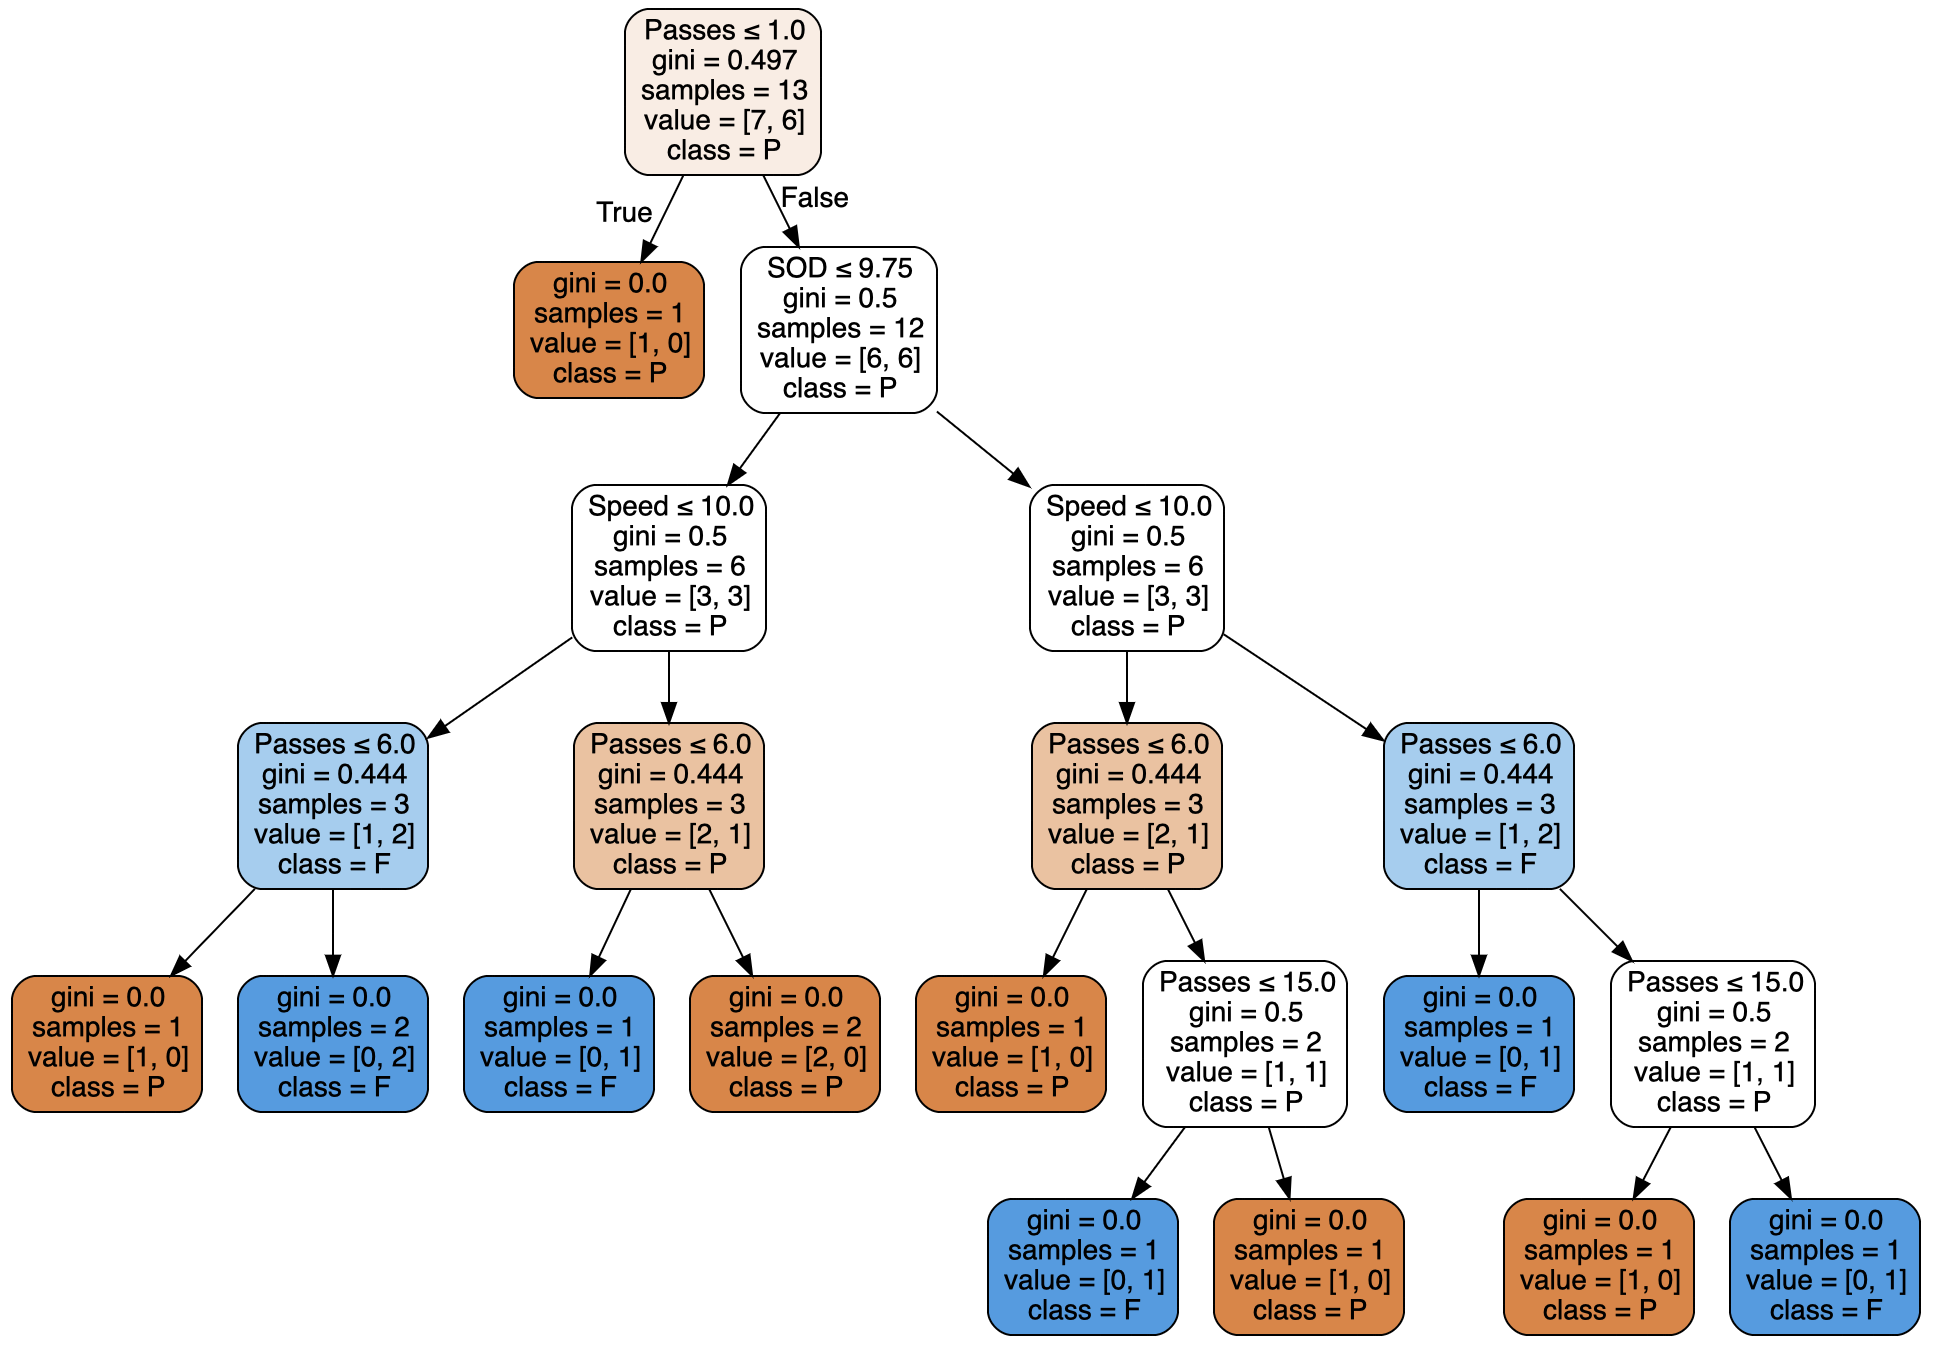 Passes ≤ 1.0
gini = 0.497
samples = 13
value = [7, 6]
class = P
True
False
gini = 0.0
samples = 1
value = [1, 0]
class = P
SOD ≤ 9.75
gini = 0.5
samples = 12
value = [6, 6]
class = P
Speed ≤ 10.0
gini = 0.5
samples = 6
value = [3, 3]
class = P
Speed ≤ 10.0
gini = 0.5
samples = 6
value = [3, 3]
class = P
Passes ≤ 6.0
gini = 0.444
samples = 3
value = [1, 2]
class = F
Passes ≤ 6.0
gini = 0.444
samples = 3
value = [2, 1]
class = P
Passes ≤ 6.0
gini = 0.444
samples = 3
value = [2, 1]
class = P
Passes ≤ 6.0
gini = 0.444
samples = 3
value = [1, 2]
class = F
gini = 0.0
samples = 1
value = [1, 0]
class = P
gini = 0.0
samples = 2
value = [0, 2]
class = F
gini = 0.0
samples = 1
value = [0, 1]
class = F
gini = 0.0
samples = 2
value = [2, 0]
class = P
gini = 0.0
samples = 1
value = [1, 0]
class = P
Passes ≤ 15.0
gini = 0.5
samples = 2
value = [1, 1]
class = P
gini = 0.0
samples = 1
value = [0, 1]
class = F
Passes ≤ 15.0
gini = 0.5
samples = 2
value = [1, 1]
class = P
gini = 0.0
samples = 1
value = [0, 1]
class = F
gini = 0.0
samples = 1
value = [1, 0]
class = P
gini = 0.0
samples = 1
value = [1, 0]
class = P
gini = 0.0
samples = 1
value = [0, 1]
class = F